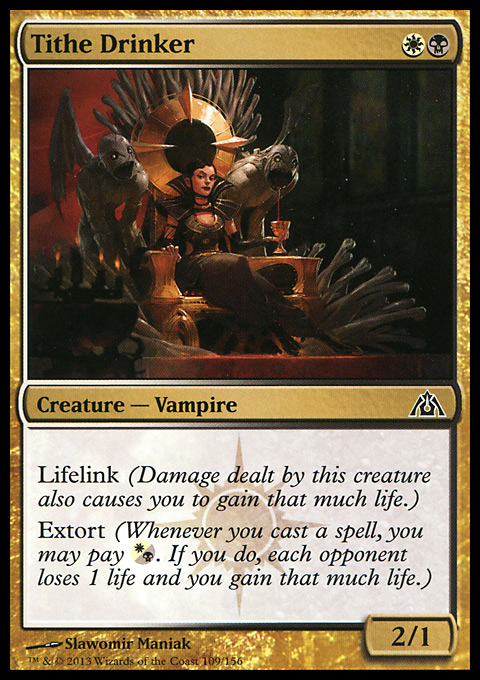 Tithe Drinker
Creature — Vampire
Lifelink (Damage dealt by this creature
also causes you to gain that much life.)
Extort (Whenever you cast a spell, you
may pay . If you do, each opponent
loses 1 life and you gain that much life.)
Slawomir Maniak
2/1
™ & © 2013 Wizards of the Coast 109/156